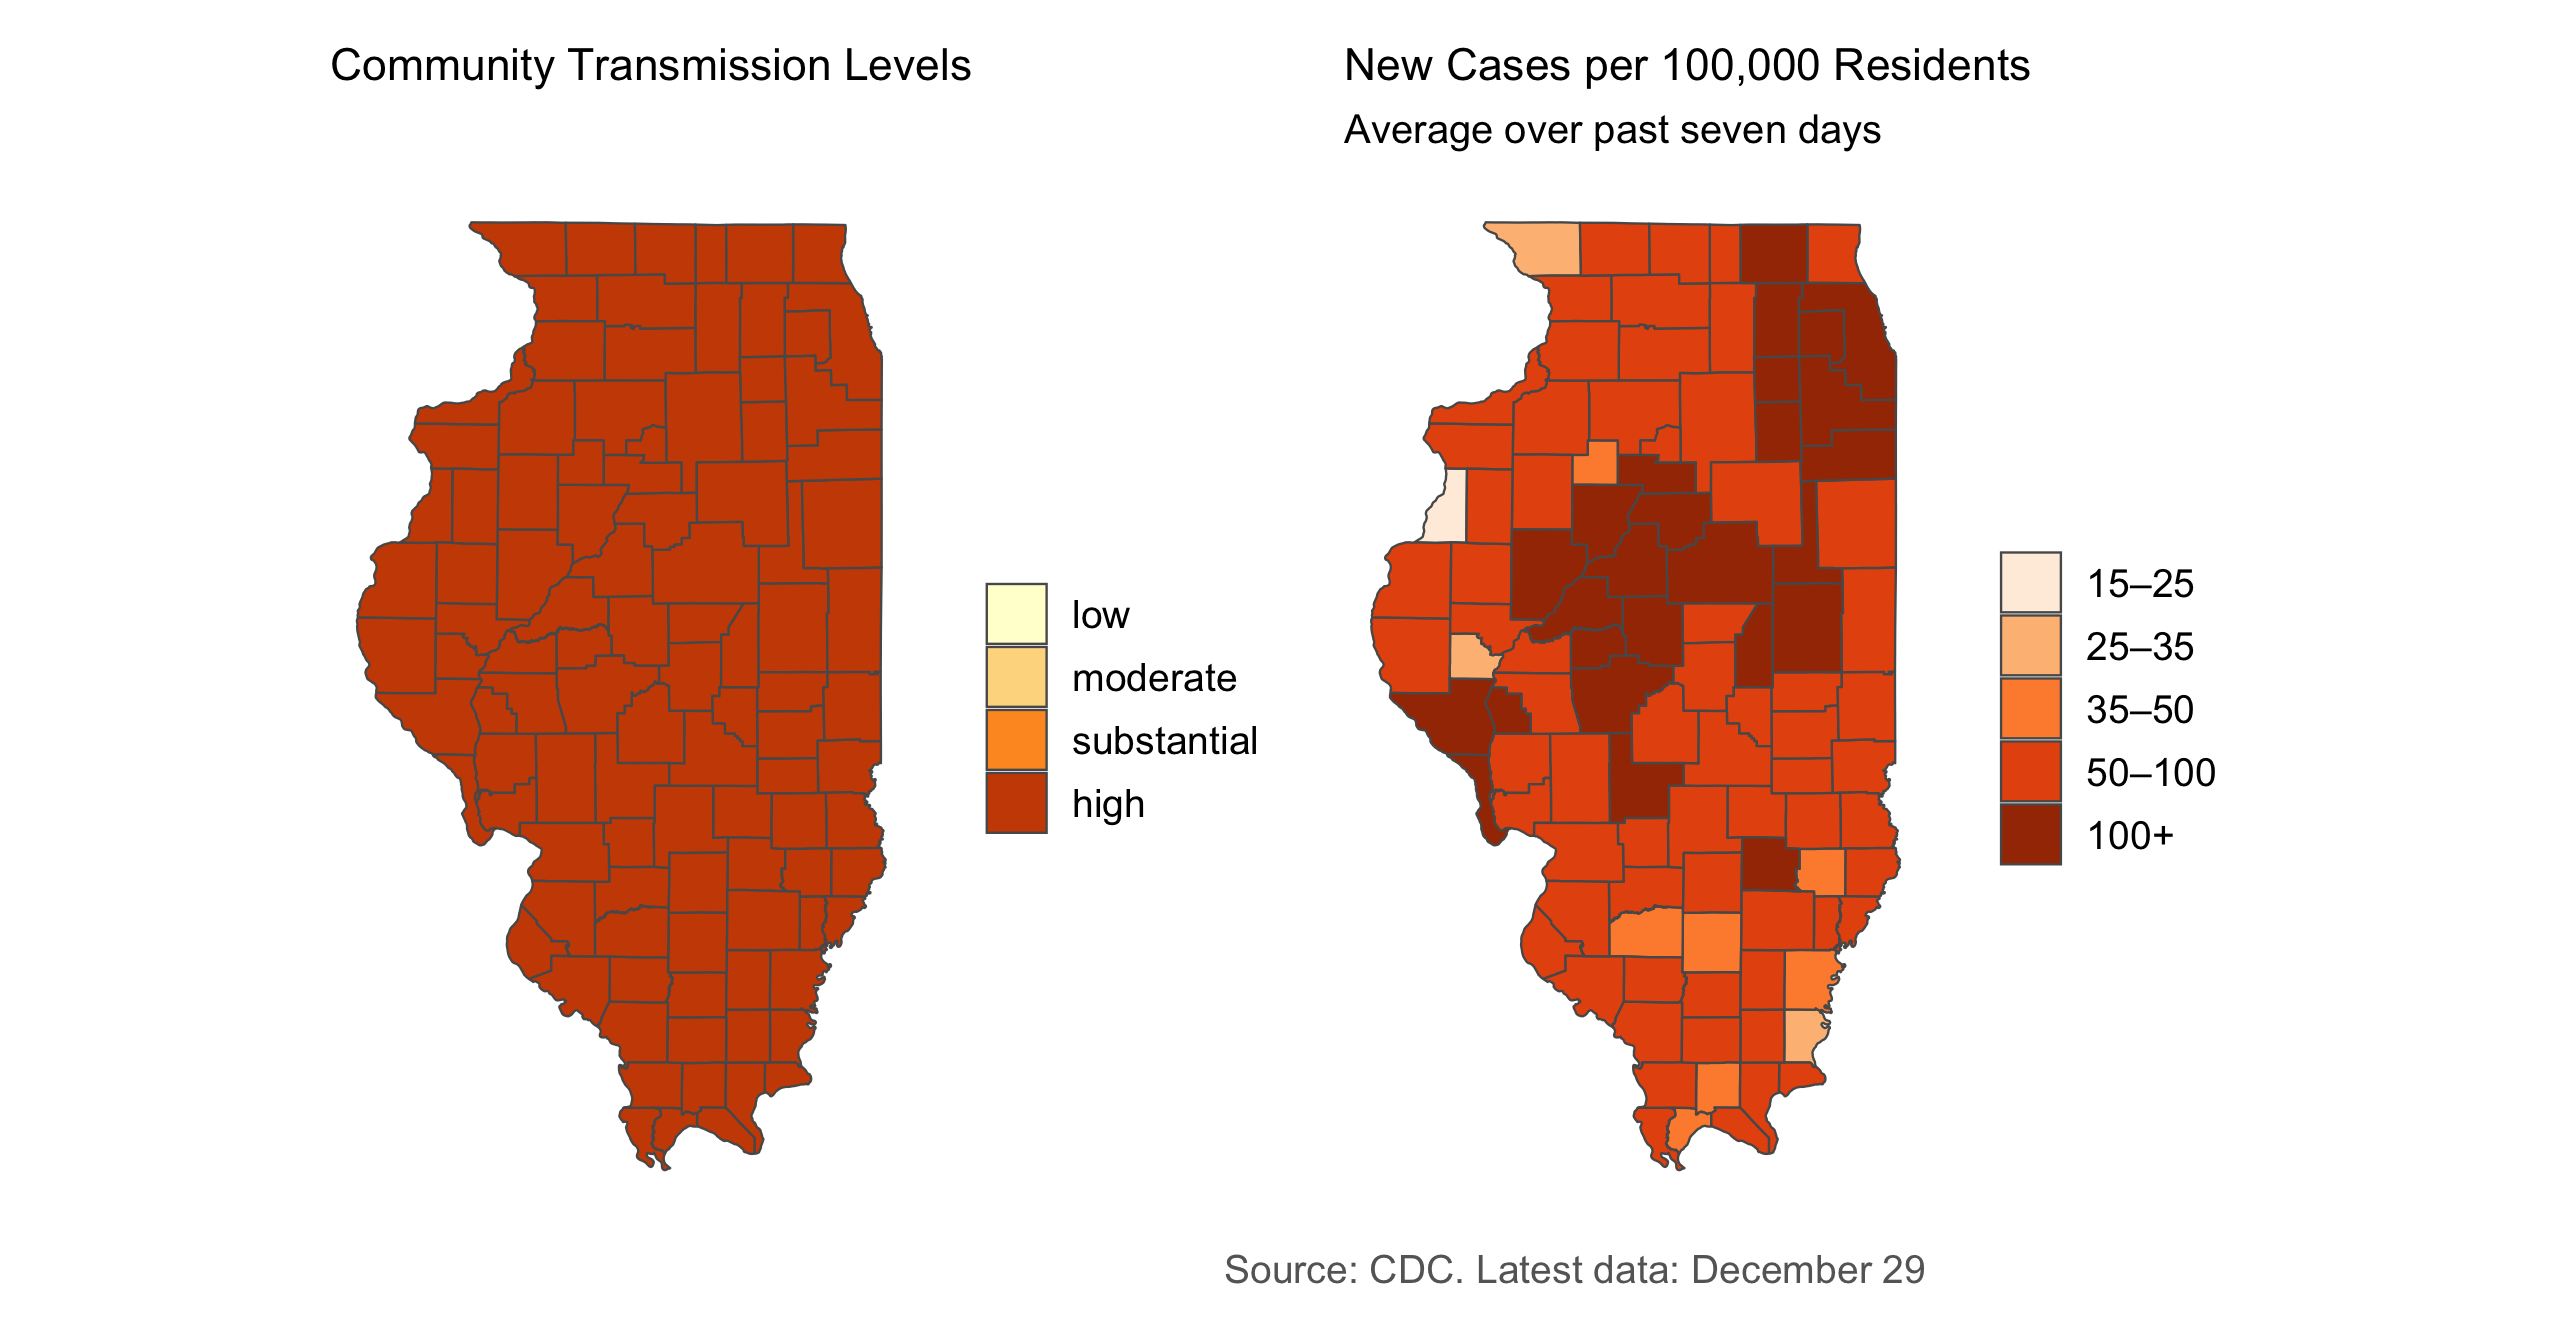 Community Transmission Levels
New Cases per 100,000 Residents
Average over past seven days
low
moderate
substantial
high
15–25
25–35
35–50
50–100
100+
Source: CDC. Latest data: December 29